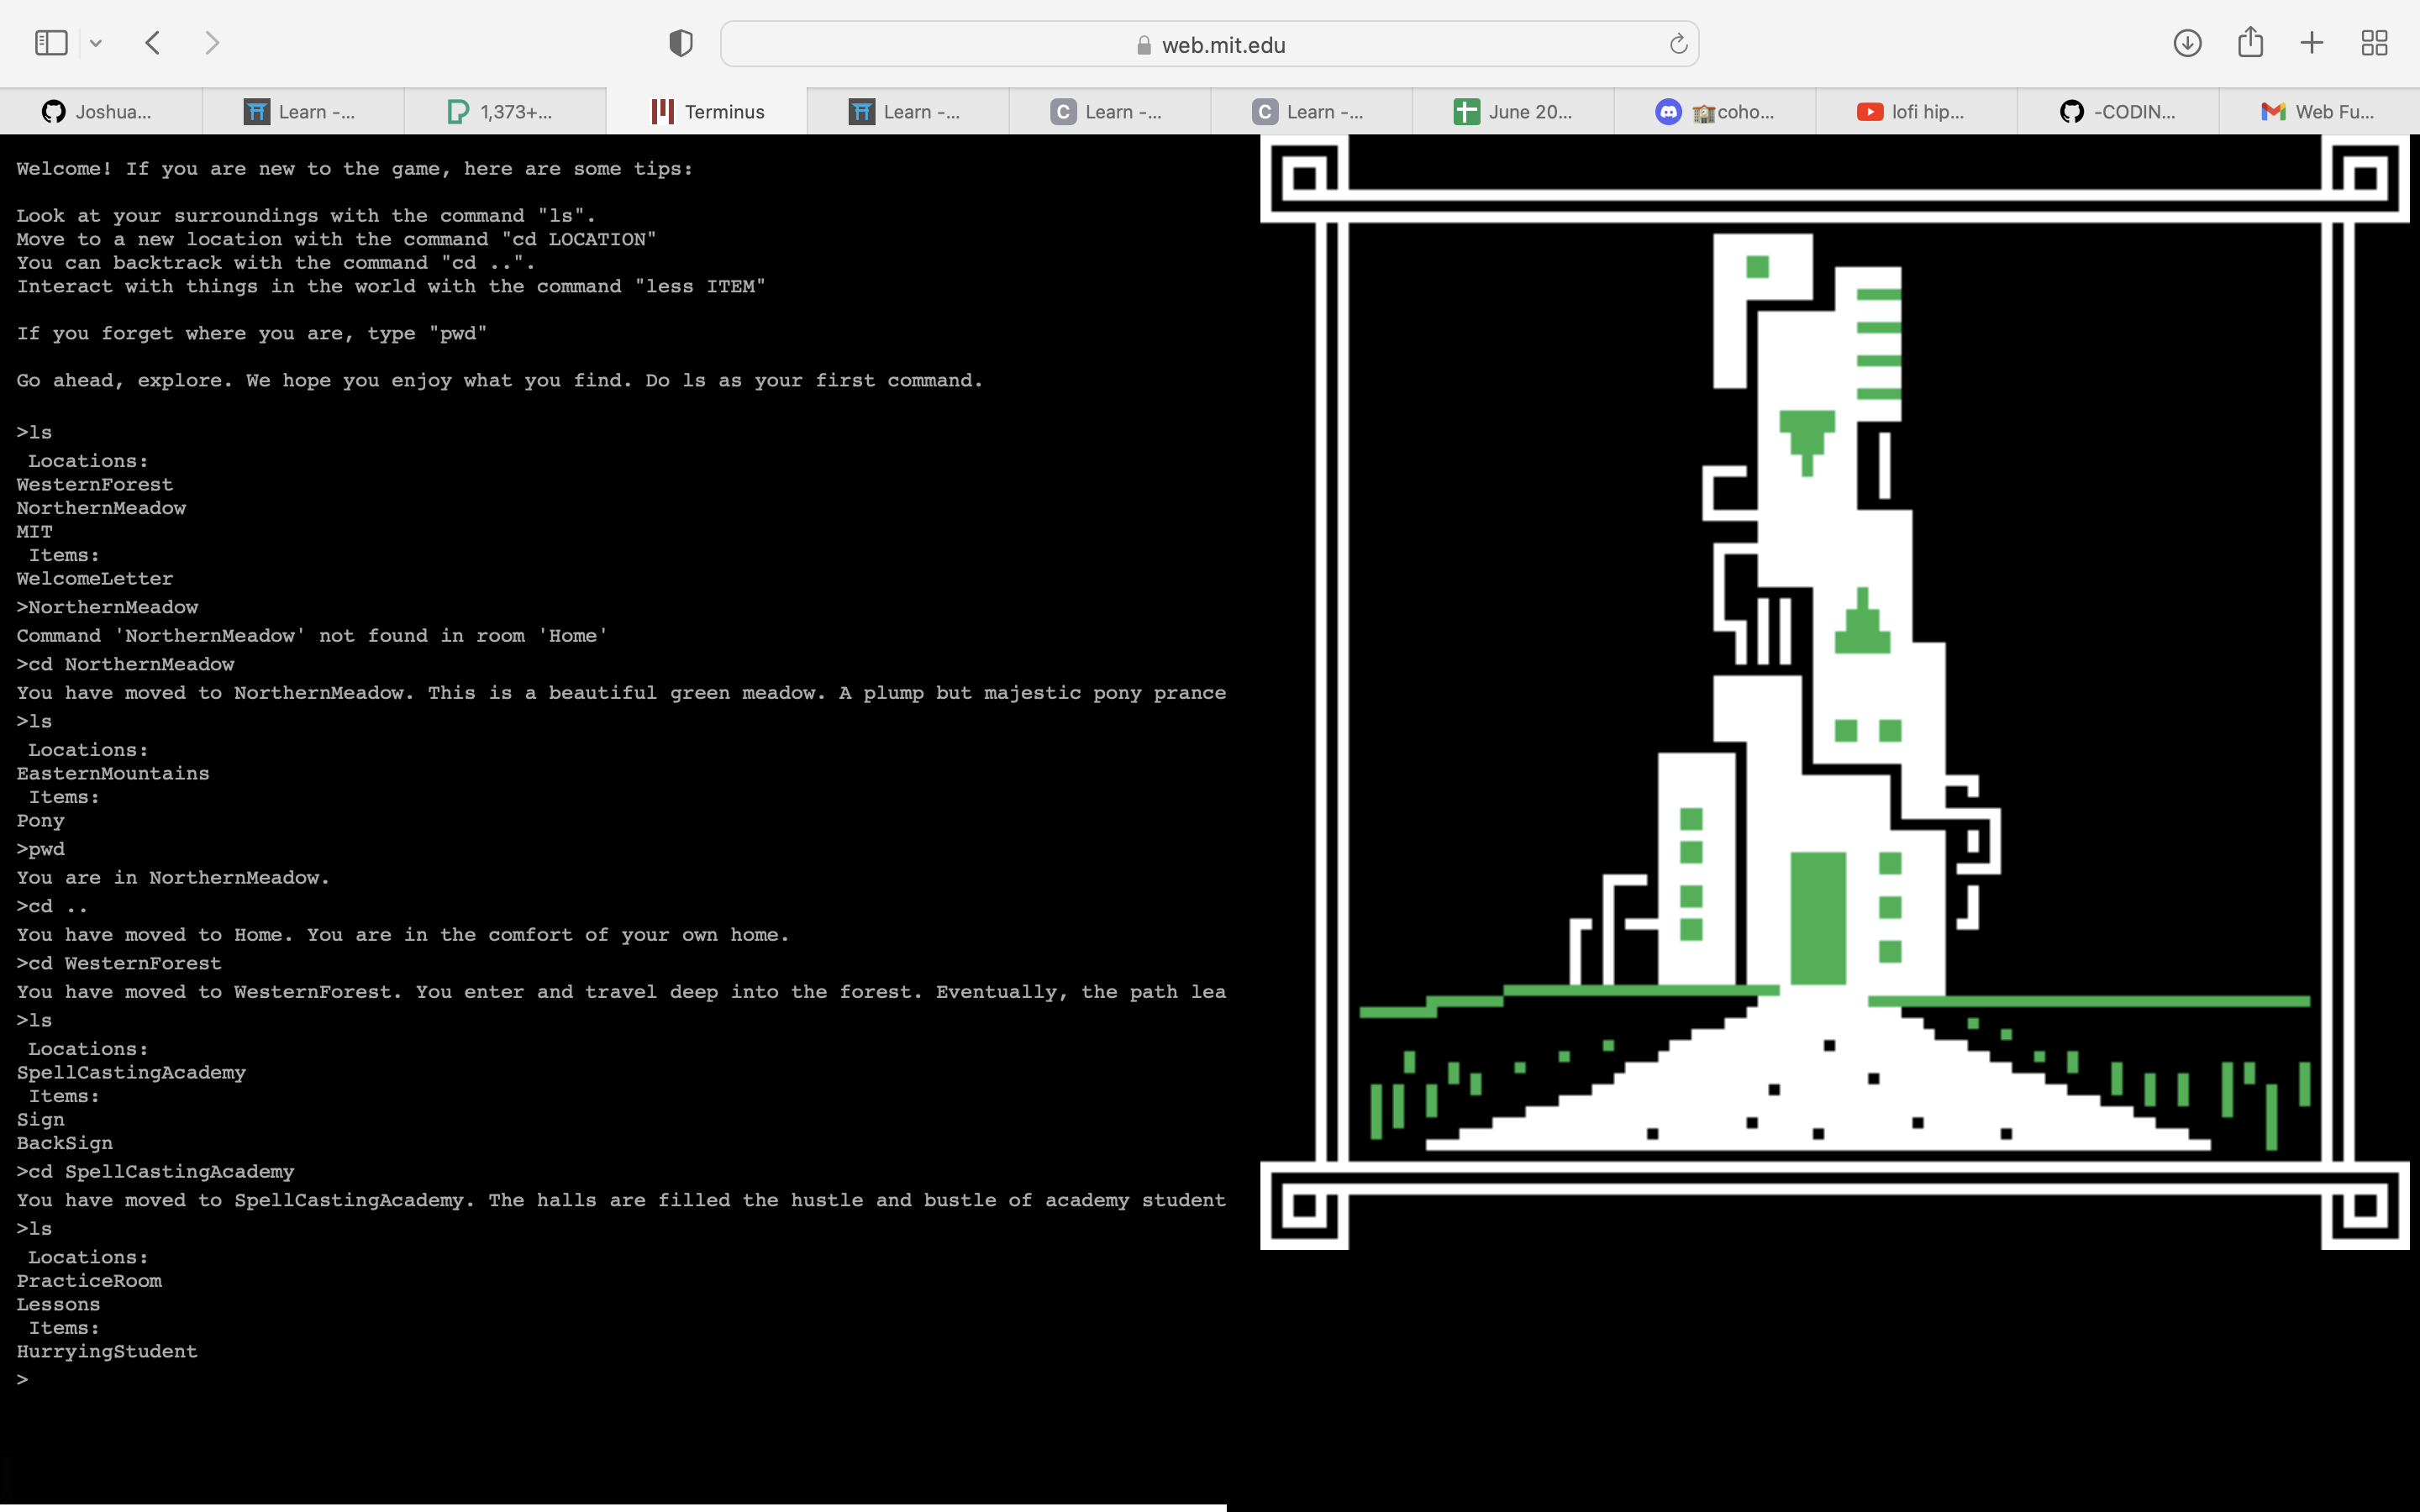 web.mit.edu
Joshua...
Learn -...
1,373+...
Terminus
Learn -...
C Learn -...
C Learn -...
June 20...
🏫coho...
lofi hip...
-CODIN...
Web Fu...
Welcome! If you are new to the game, here are some tips:
Look at your surroundings with the command "ls".
Move to a new location with the command "cd LOCATION"
You can backtrack with the command "cd ..".
Interact with things in the world with the command "less ITEM"
If you forget where you are, type "pwd"
Go ahead, explore. We hope you enjoy what you find. Do ls as your first command.
>ls
Locations:
WesternForest
NorthernMeadow
MIT
Items:
WelcomeLetter
>NorthernMeadow
Command 'NorthernMeadow' not found in room 'Home'
>cd NorthernMeadow
You have moved to NorthernMeadow. This is a beautiful green meadow. A plump but majestic pony prance
>ls
Locations:
EasternMountains
Items:
Pony
>pwd
You are in NorthernMeadow.
>cd ..
You have moved to Home. You are in the comfort of your own home.
>cd WesternForest
You have moved to WesternForest. You enter and travel deep into the forest. Eventually, the path lea
>ls
Locations:
SpellCastingAcademy
Items:
Sign
BackSign
>cd SpellCastingAcademy
You have moved to SpellCastingAcademy. The halls are filled the hustle and bustle of academy student
>ls
Locations:
PracticeRoom
Lessons
Items:
HurryingStudent
>